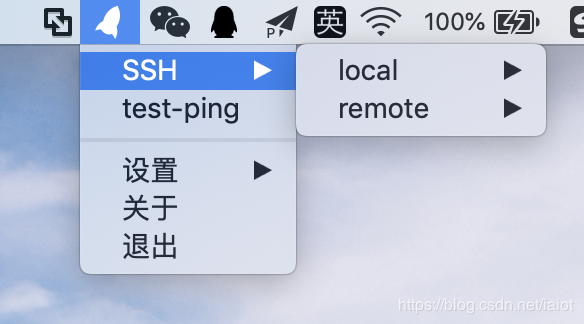 英 100%
SSH
local
test-ping
remote
设置
关于
退出
https://blog.csdn.net/iaiot